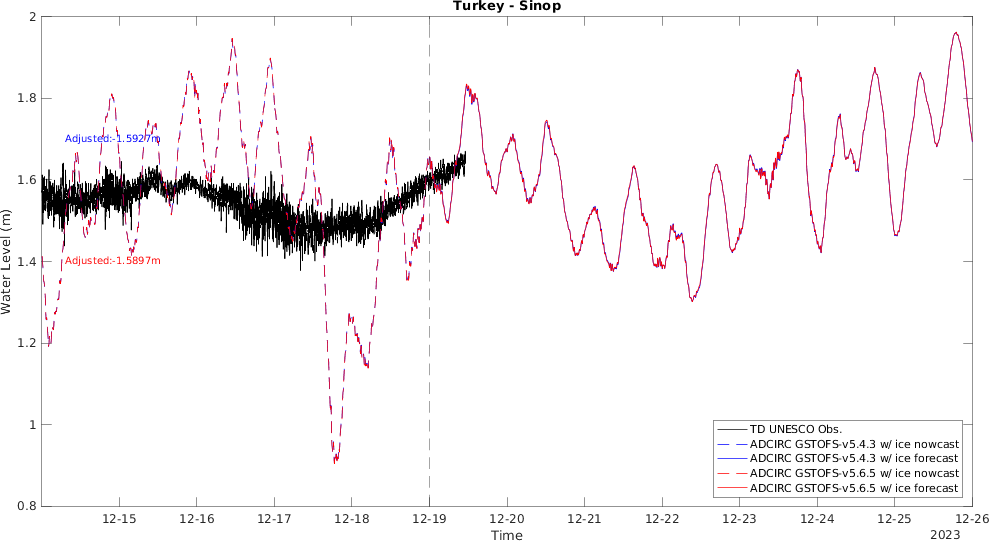 Turkey - Sinop
2
1.8
1.6
1.4
1.2
1
0.8
Water Level (m)
Adjusted:-1.5927m
Adjusted:-1.5897m
TD UNESCO Obs.
ADCIRC GSTOFS-v5.4.3 w/ ice nowcast
ADCIRC GSTOFS-v5.4.3 w/ ice forecast
ADCIRC GSTOFS-v5.6.5 w/ ice nowcast
ADCIRC GSTOFS-v5.6.5 w/ ice forecast
12-15 12-16 12-17 12-18 12-19 12-20 12-21 12-22 12-23 12-24 12-25 12-26
Time
2023